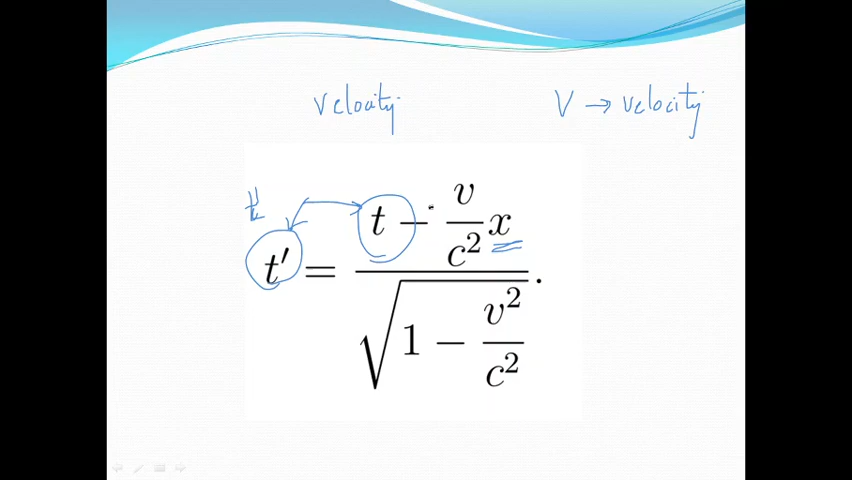 velocity
V → velocity
t' = (t - v/c² x) / √(1 - v²/c²).